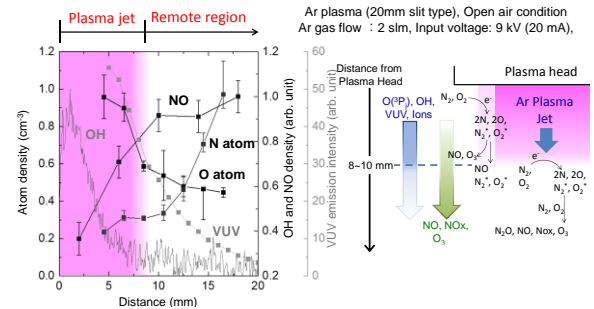 Plasma jet
Remote region
1.2
1.0
0.8
0.6
0.4
0.2
0.0
Atom density (cm-3)
0
5
10
15
20
Distance (mm)
OH
NO
N atom
O atom
VUV
1.2
1.0
0.8
0.6
0.4
0.2
OH and NO density (arb. unit)
60
50
40
30
20
10
0
VUV emission intensity (arb. unit)
Ar plasma (20mm slit type), Open air condition
Ar gas flow : 2 slm, Input voltage: 9 kV (20 mA),
Distance from
Plasma Head
8~10 mm
O(3Pj), OH,
VUV, Ions
NO, NOx,
O3
Plasma head
Ar Plasma
Jet
N2, O2
e-
2N, 2O,
N2*, O2*
NO, O3
NO
N2*, O2*
e-
N2,
O2
2N, 2O,
N2*, O2*
N2, O2
N2O, NO, Nox, O3